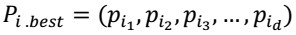 P_{i .best} = (p_{i_1}, p_{i_2}, p_{i_3}, … , p_{i_d})